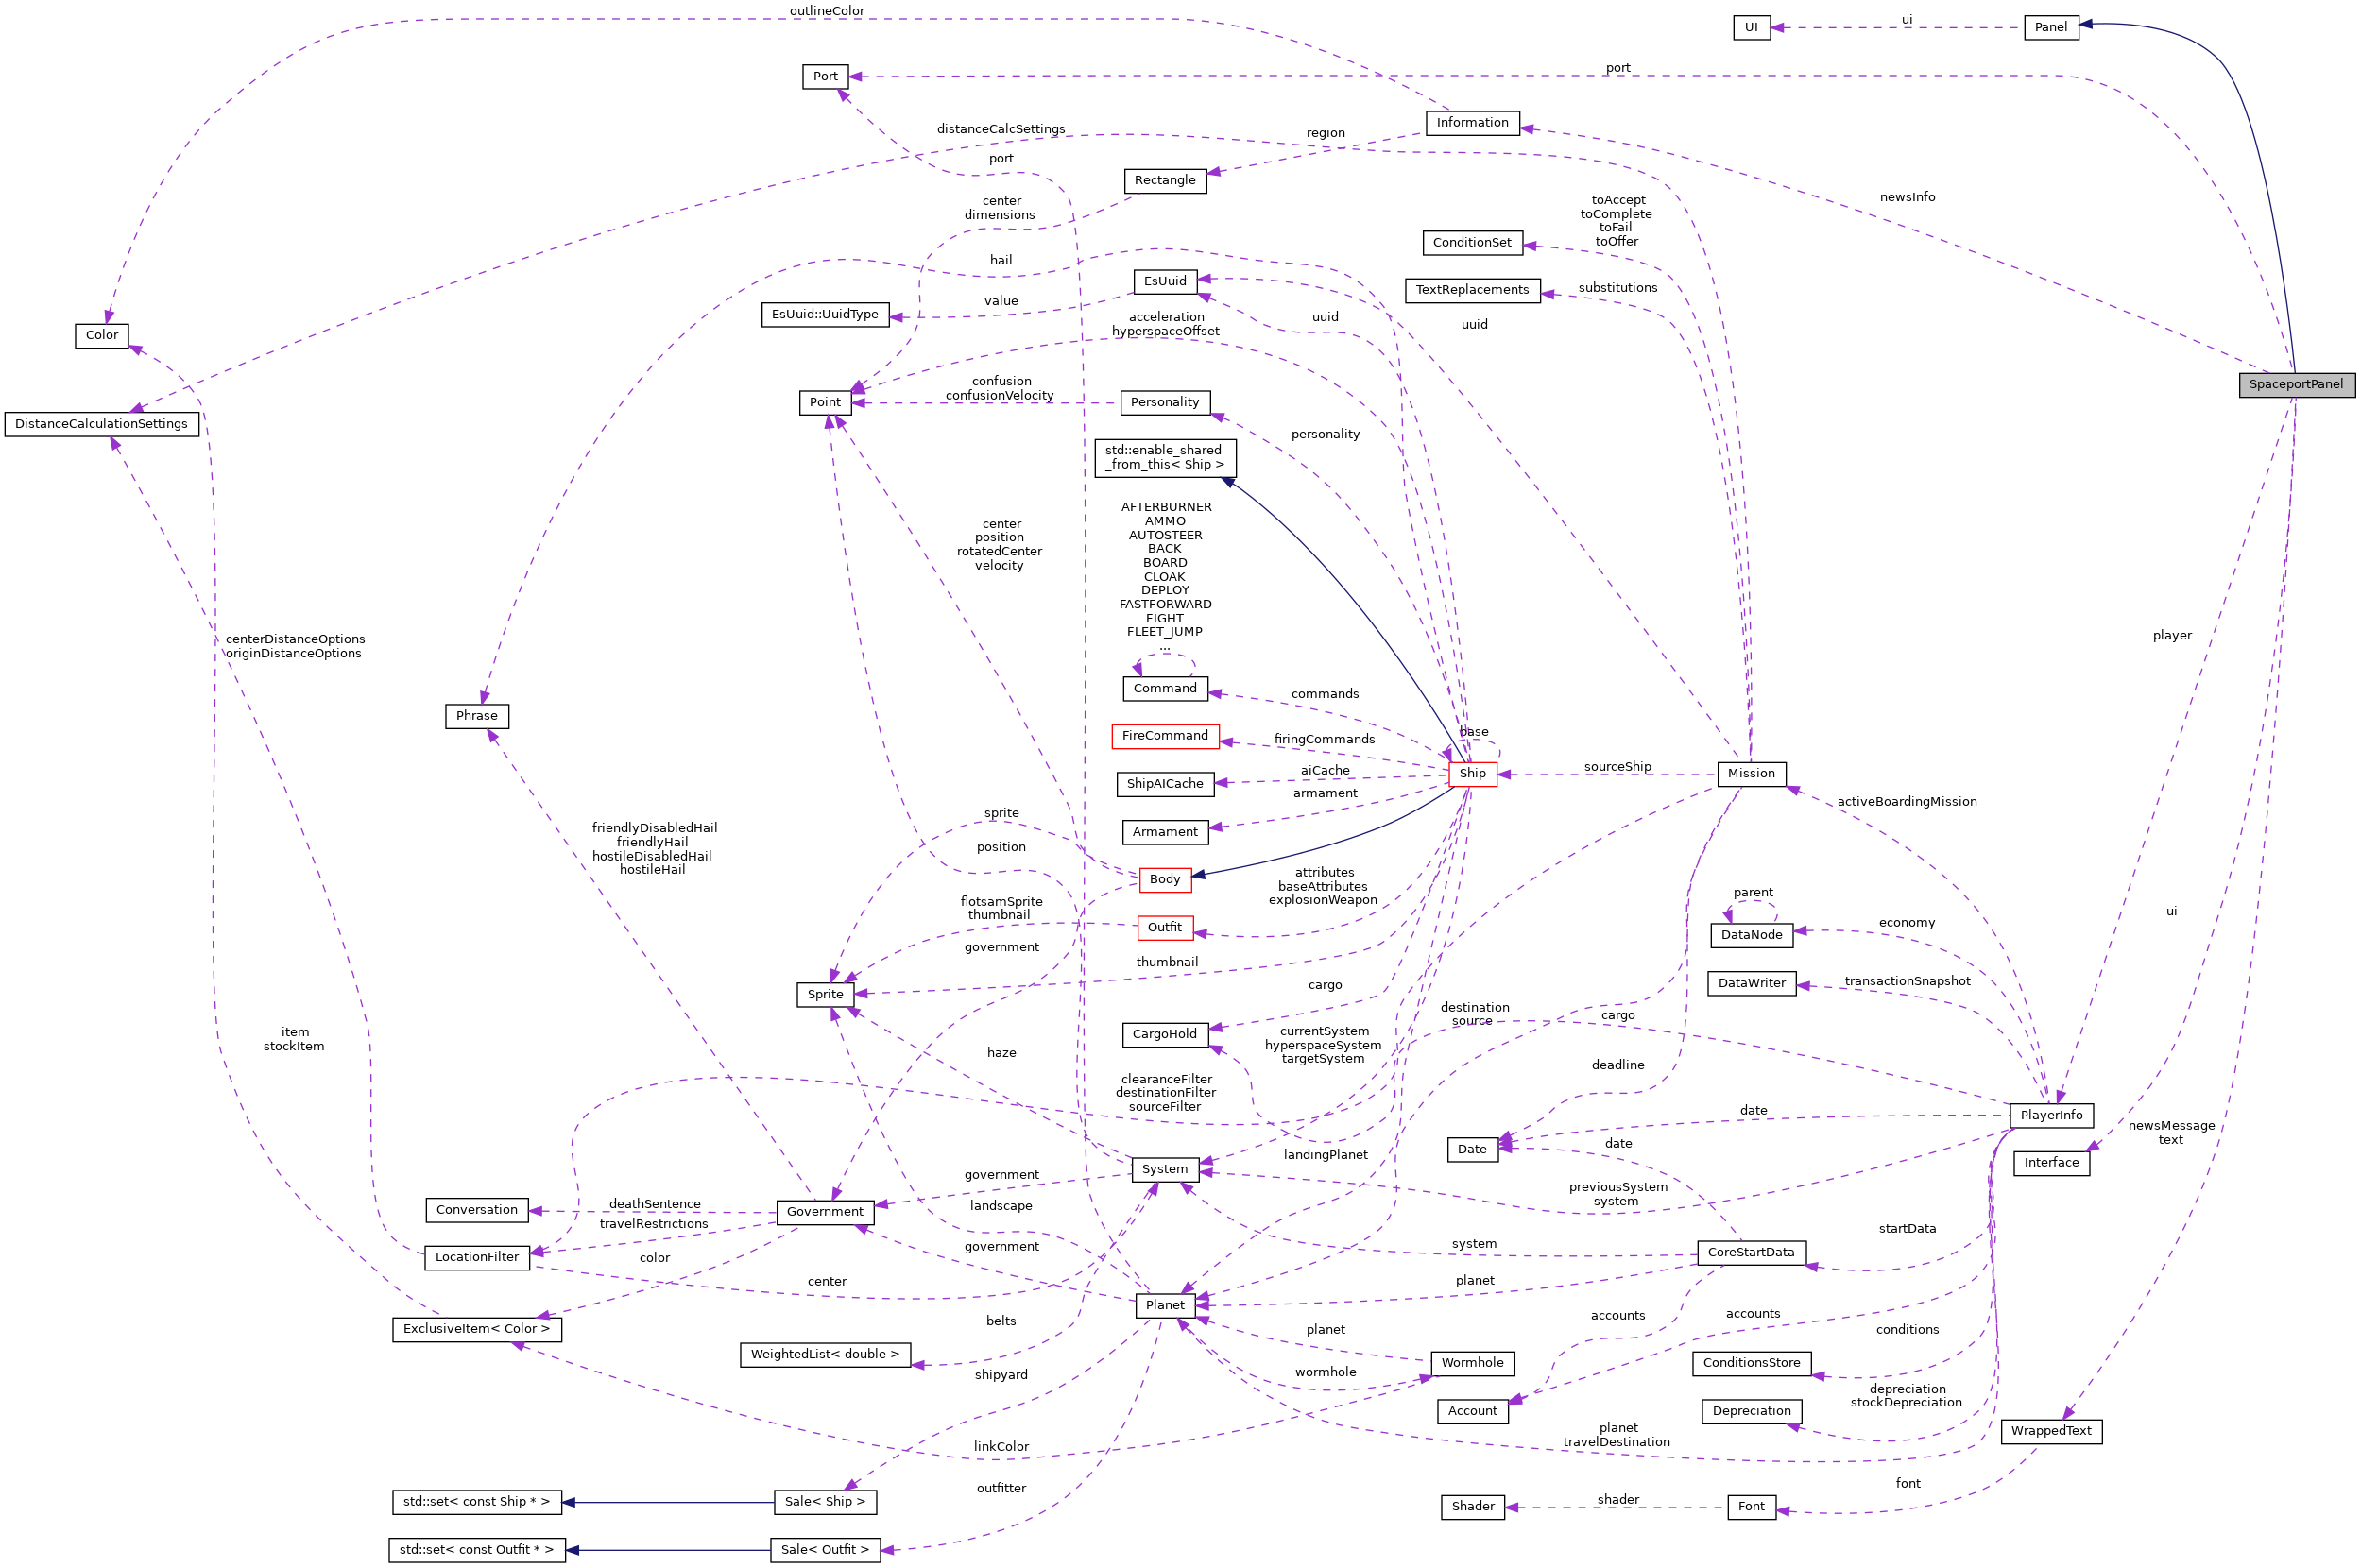 outlineColor
ui
UI
Panel
port
Port
Information
distanceCalcSettings
region
port
Rectangle
newsInfo
center
dimensions
toAccept
toComplete
toFail
toOffer
ConditionSet
hail
EsUuid
TextReplacements
substitutions
value
EsUuid::UuidType
acceleration
hyperspaceOffset
uuid
uuid
Color
SpaceportPanel
confusion
confusionVelocity
Point
Personality
DistanceCalculationSettings
personality
std::enable_shared
_from_this< Ship >
AFTERBURNER
AMMO
AUTOSTEER
BACK
BOARD
CLOAK
DEPLOY
FASTFORWARD
FIGHT
FLEET_JUMP
...
center
position
rotatedCenter
velocity
centerDistanceOptions
originDistanceOptions
player
Command
commands
Phrase
FireCommand
firingCommands
base
ShipAICache
aiCache
Ship
sourceShip
Mission
armament
activeBoardingMission
sprite
Armament
friendlyDisabledHail
friendlyHail
hostileDisabledHail
hostileHail
position
Body
attributes
baseAttributes
explosionWeapon
parent
flotsamSprite
thumbnail
Outfit
ui
economy
DataNode
government
thumbnail
Sprite
cargo
DataWriter
transactionSnapshot
destination
source
cargo
item
stockItem
CargoHold
currentSystem
hyperspaceSystem
targetSystem
haze
deadline
clearanceFilter
destinationFilter
sourceFilter
date
PlayerInfo
newsMessage
text
Date
date
landingPlanet
Interface
System
government
previousSystem
system
deathSentence
landscape
Conversation
Government
travelRestrictions
startData
LocationFilter
color
government
system
CoreStartData
center
planet
Planet
ExclusiveItem< Color >
belts
planet
accounts
accounts
conditions
WeightedList< double >
Wormhole
ConditionsStore
shipyard
wormhole
depreciation
stockDepreciation
Account
Depreciation
linkColor
planet
travelDestination
WrappedText
outfitter
font
std::set< const Ship * >
Sale< Ship >
Shader
shader
Font
std::set< const Outfit * >
Sale< Outfit >